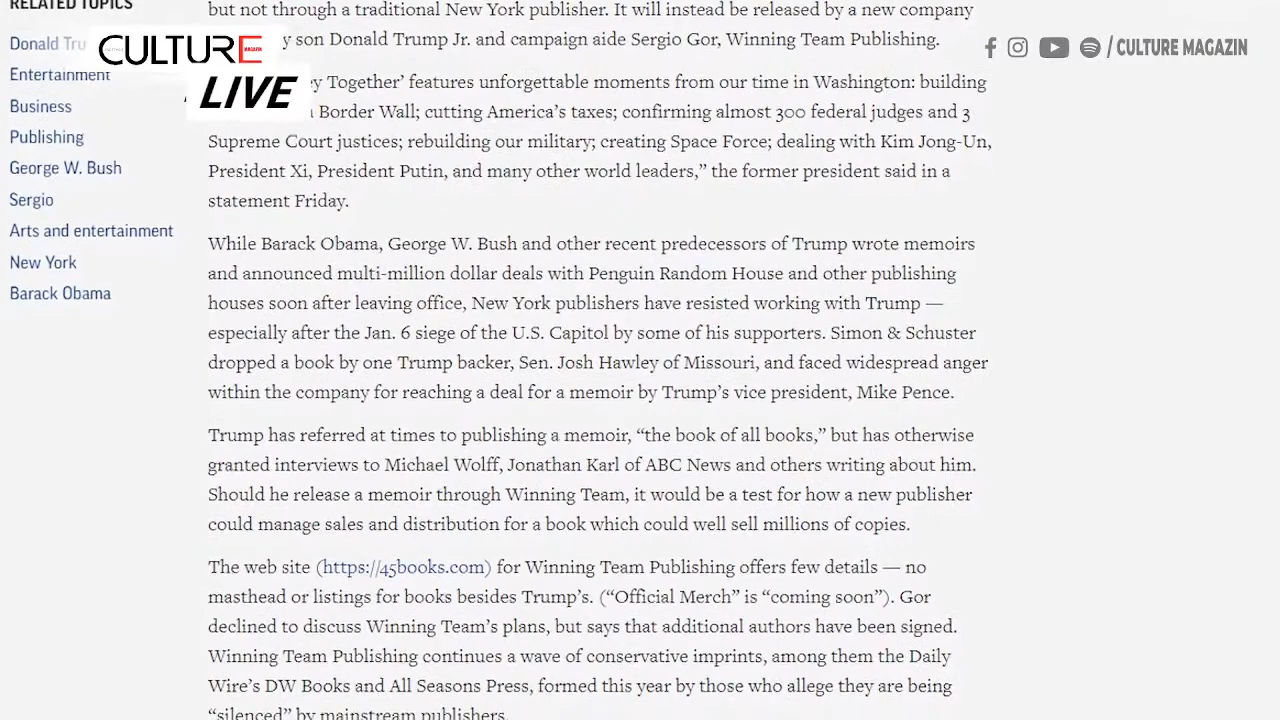 RELATED TOPICS
Donald Tru
Entertainment
Business
Publishing
George W. Bush
Sergio
Arts and entertainment
New York
Barack Obama
CULTURE
MAGAZIN
LIVE
/ CULTURE MAGAZIN
but not through a traditional New York publisher. It will instead be released by a new company
y son Donald Trump Jr. and campaign aide Sergio Gor, Winning Team Publishing.
ey Together’ features unforgettable moments from our time in Washington: building
Border Wall; cutting America’s taxes; confirming almost 300 federal judges and 3
Supreme Court justices; rebuilding our military; creating Space Force; dealing with Kim Jong-Un,
President Xi, President Putin, and many other world leaders,” the former president said in a
statement Friday.
While Barack Obama, George W. Bush and other recent predecessors of Trump wrote memoirs
and announced multi-million dollar deals with Penguin Random House and other publishing
houses soon after leaving office, New York publishers have resisted working with Trump —
especially after the Jan. 6 siege of the U.S. Capitol by some of his supporters. Simon & Schuster
dropped a book by one Trump backer, Sen. Josh Hawley of Missouri, and faced widespread anger
within the company for reaching a deal for a memoir by Trump’s vice president, Mike Pence.
Trump has referred at times to publishing a memoir, “the book of all books,” but has otherwise
granted interviews to Michael Wolff, Jonathan Karl of ABC News and others writing about him.
Should he release a memoir through Winning Team, it would be a test for how a new publisher
could manage sales and distribution for a book which could well sell millions of copies.
The web site (https://45books.com) for Winning Team Publishing offers few details — no
masthead or listings for books besides Trump’s. (“Official Merch” is “coming soon”). Gor
declined to discuss Winning Team’s plans, but says that additional authors have been signed.
Winning Team Publishing continues a wave of conservative imprints, among them the Daily
Wire’s DW Books and All Seasons Press, formed this year by those who allege they are being
“silenced” by mainstream publishers.